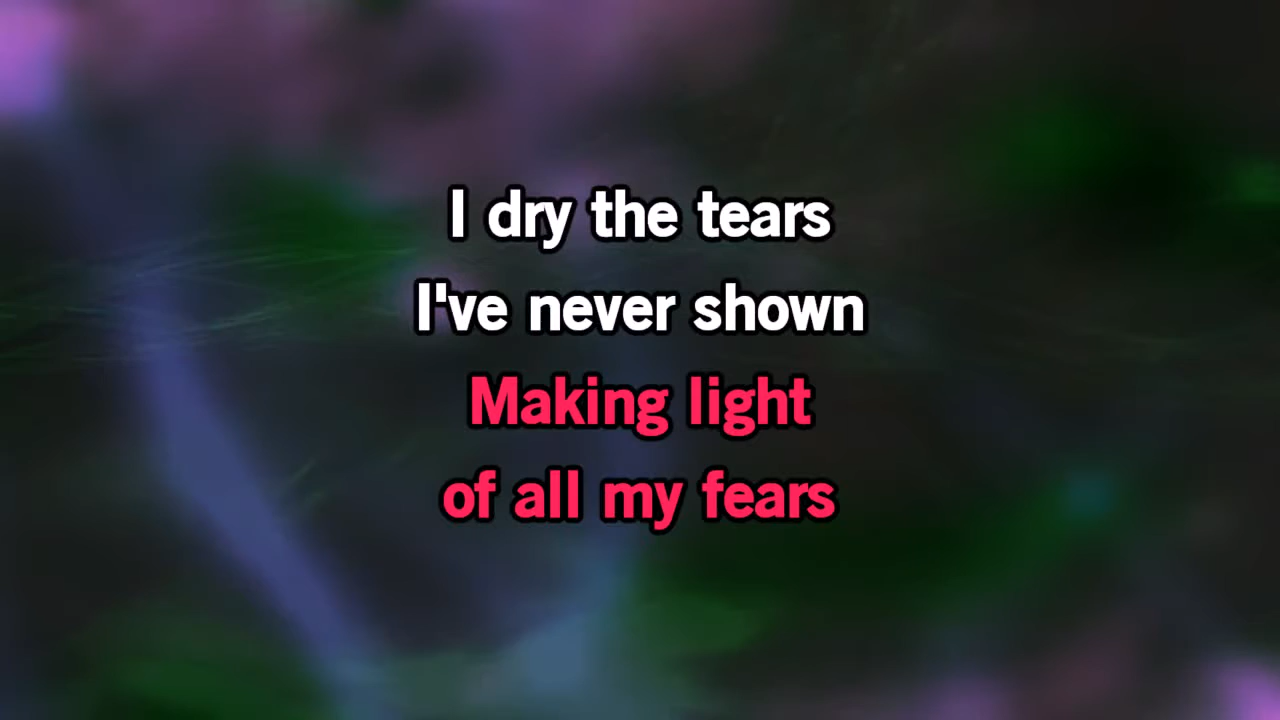 I dry the tears
I've never shown
Making light
of all my fears